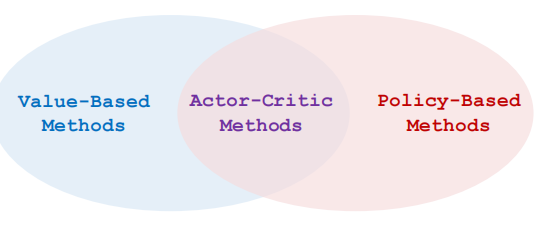 Value-Based
Methods
Actor-Critic
Methods
Policy-Based
Methods